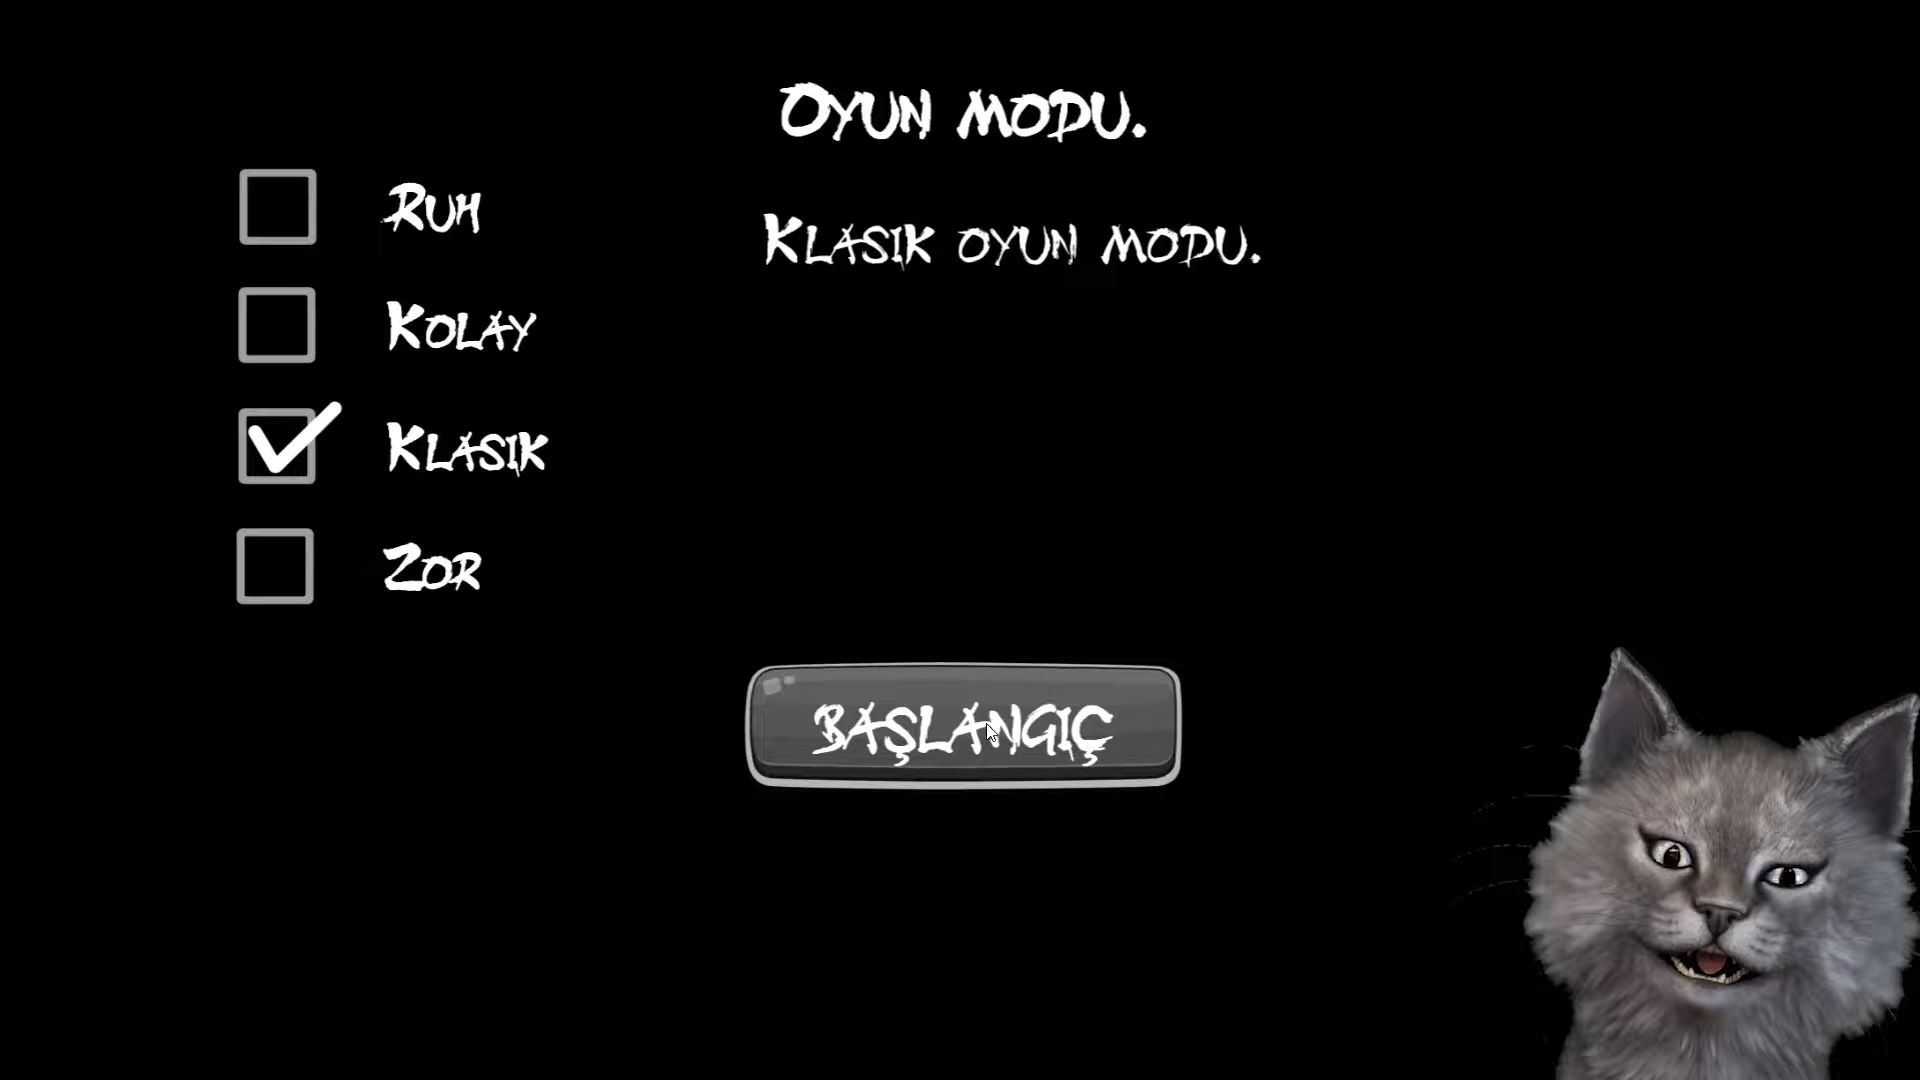 Oyun modu.
Ruh
Klasik oyun modu.
Kolay
Klasik
Zor
BAŞLANGIÇ